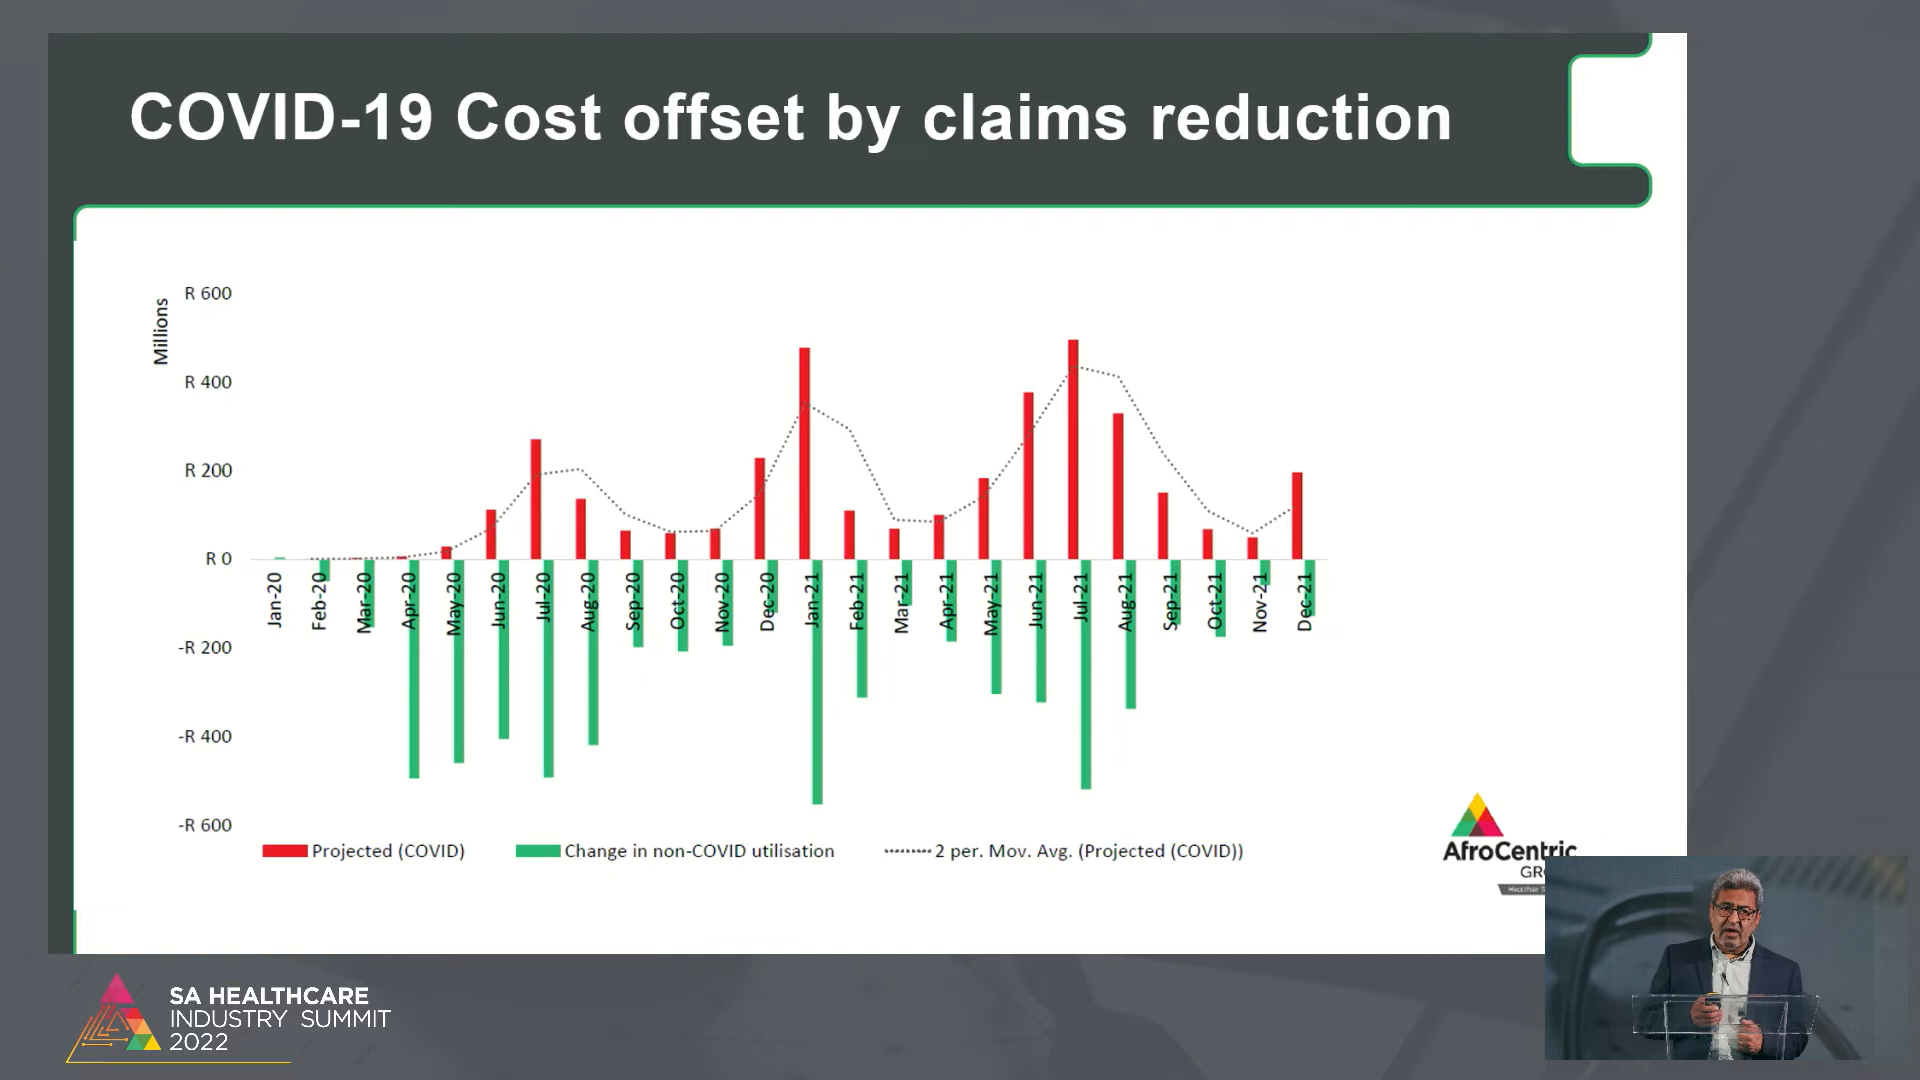 COVID-19 Cost offset by claims reduction
Millions
R 600
R 400
R 200
R 0
-R 200
-R 400
-R 600
Jan-20
Feb-20
Mar-20
Apr-20
May-20
Jun-20
Jul-20
Aug-20
Sep-20
Oct-20
Nov-20
Dec-20
Jan-21
Feb-21
Mar-21
Apr-21
May-21
Jun-21
Jul-21
Aug-21
Sep-21
Oct-21
Nov-21
Dec-21
Projected (COVID)
Change in non-COVID utilisation
2 per. Mov. Avg. (Projected (COVID))
AfroCentric
SA HEALTHCARE
INDUSTRY SUMMIT
2022